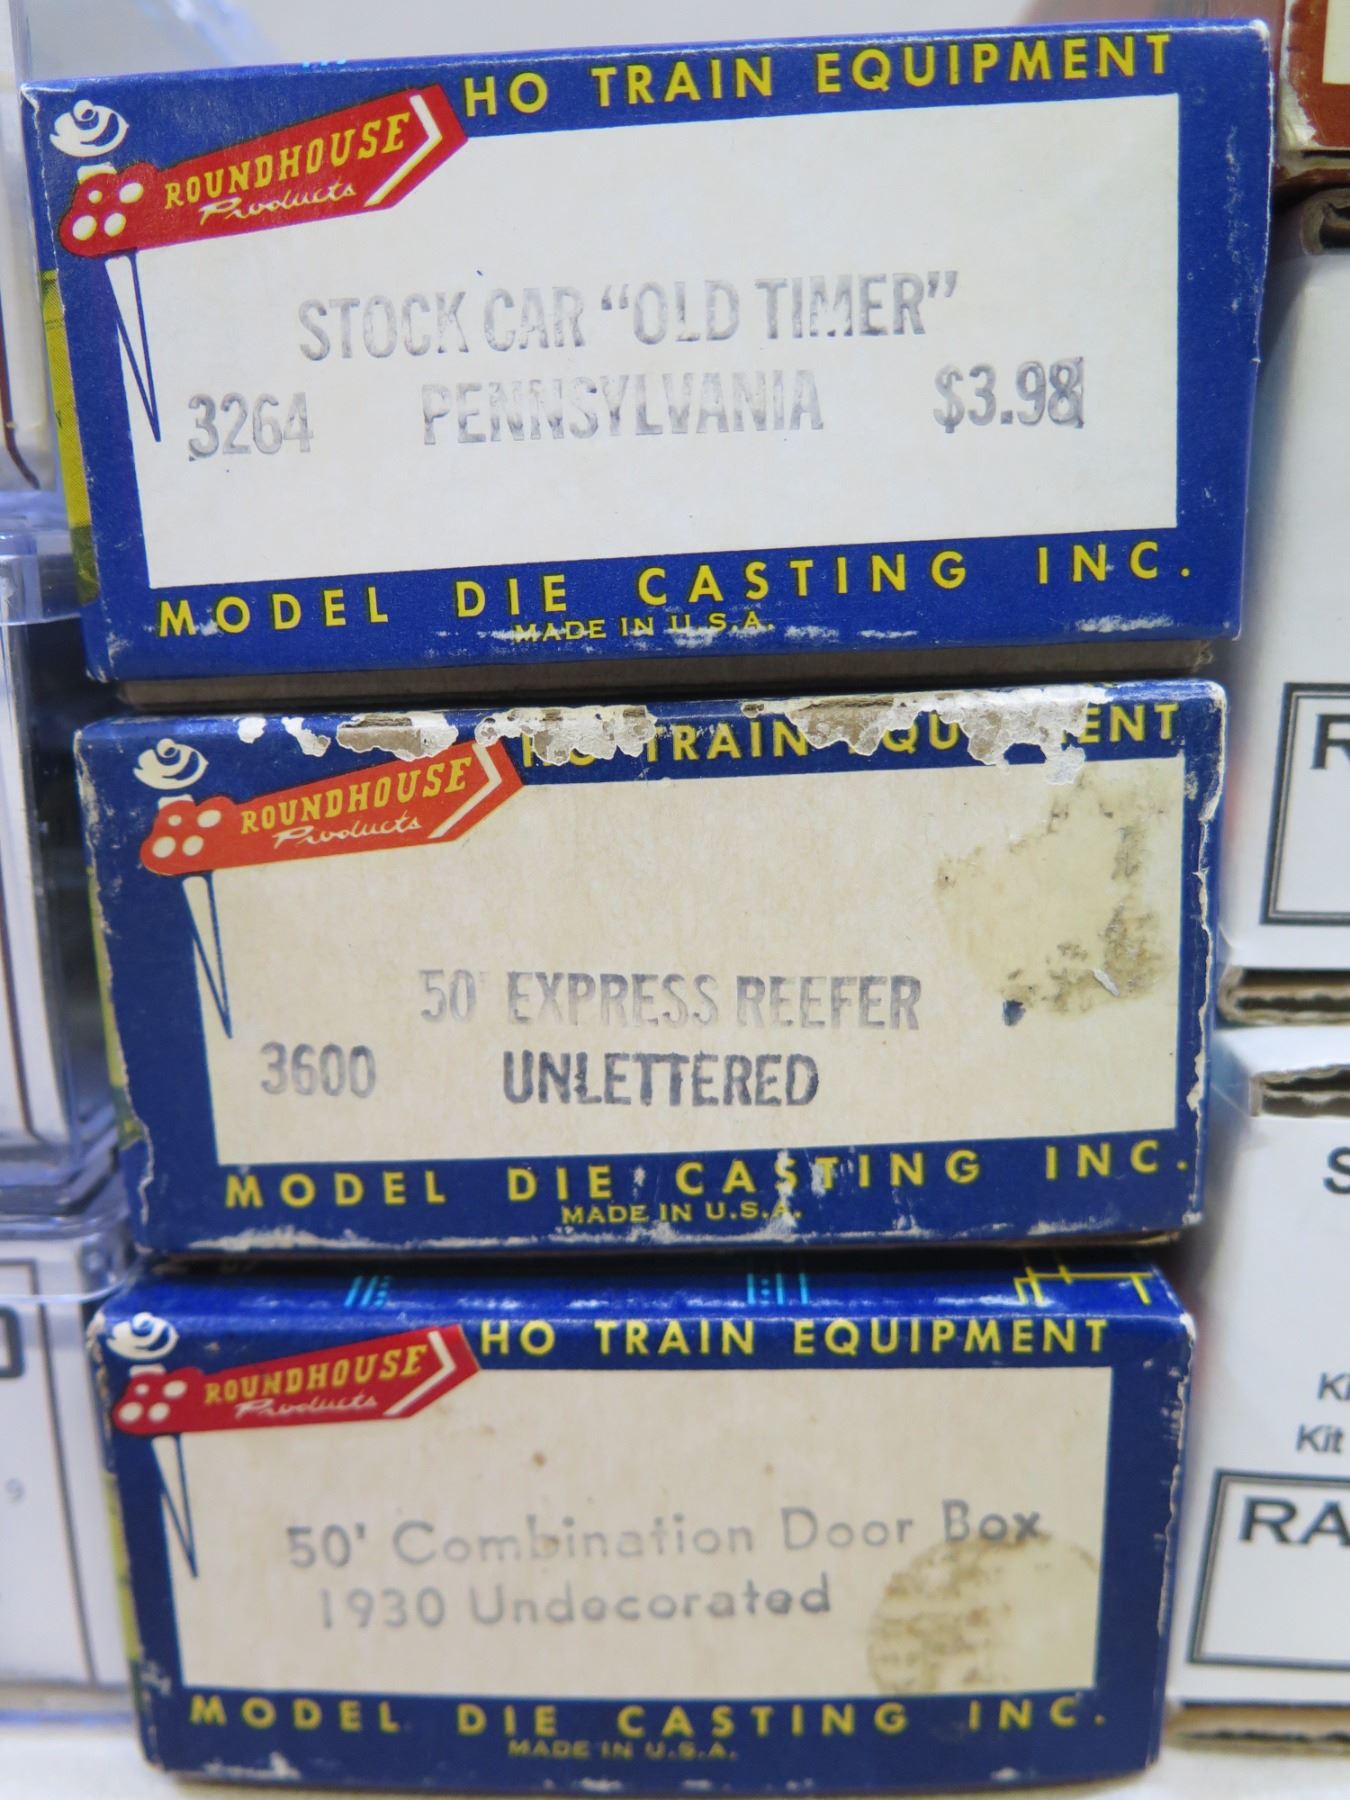 HO TRAIN EQUIPMENT
ROUNDHOUSE
Products
STOCK CAR "OLD TIMER"
3264 PENNSYLVANIA $3.98
MODEL DIE CASTING INC.
MADE IN U.S.A.
TRAIN
ROUNDHOUSE
Products
50' EXPRESS REEFER
3600 UNLETTERED
MODEL DIE CASTING INC.
MADE IN U.S.A.
HO TRAIN EQUIPMENT
ROUNDHOUSE
Products
50' Combination Door Box
1930 Undecorated
MODEL DIE CASTING INC.
MADE IN U.S.A.
Kit
RA
9